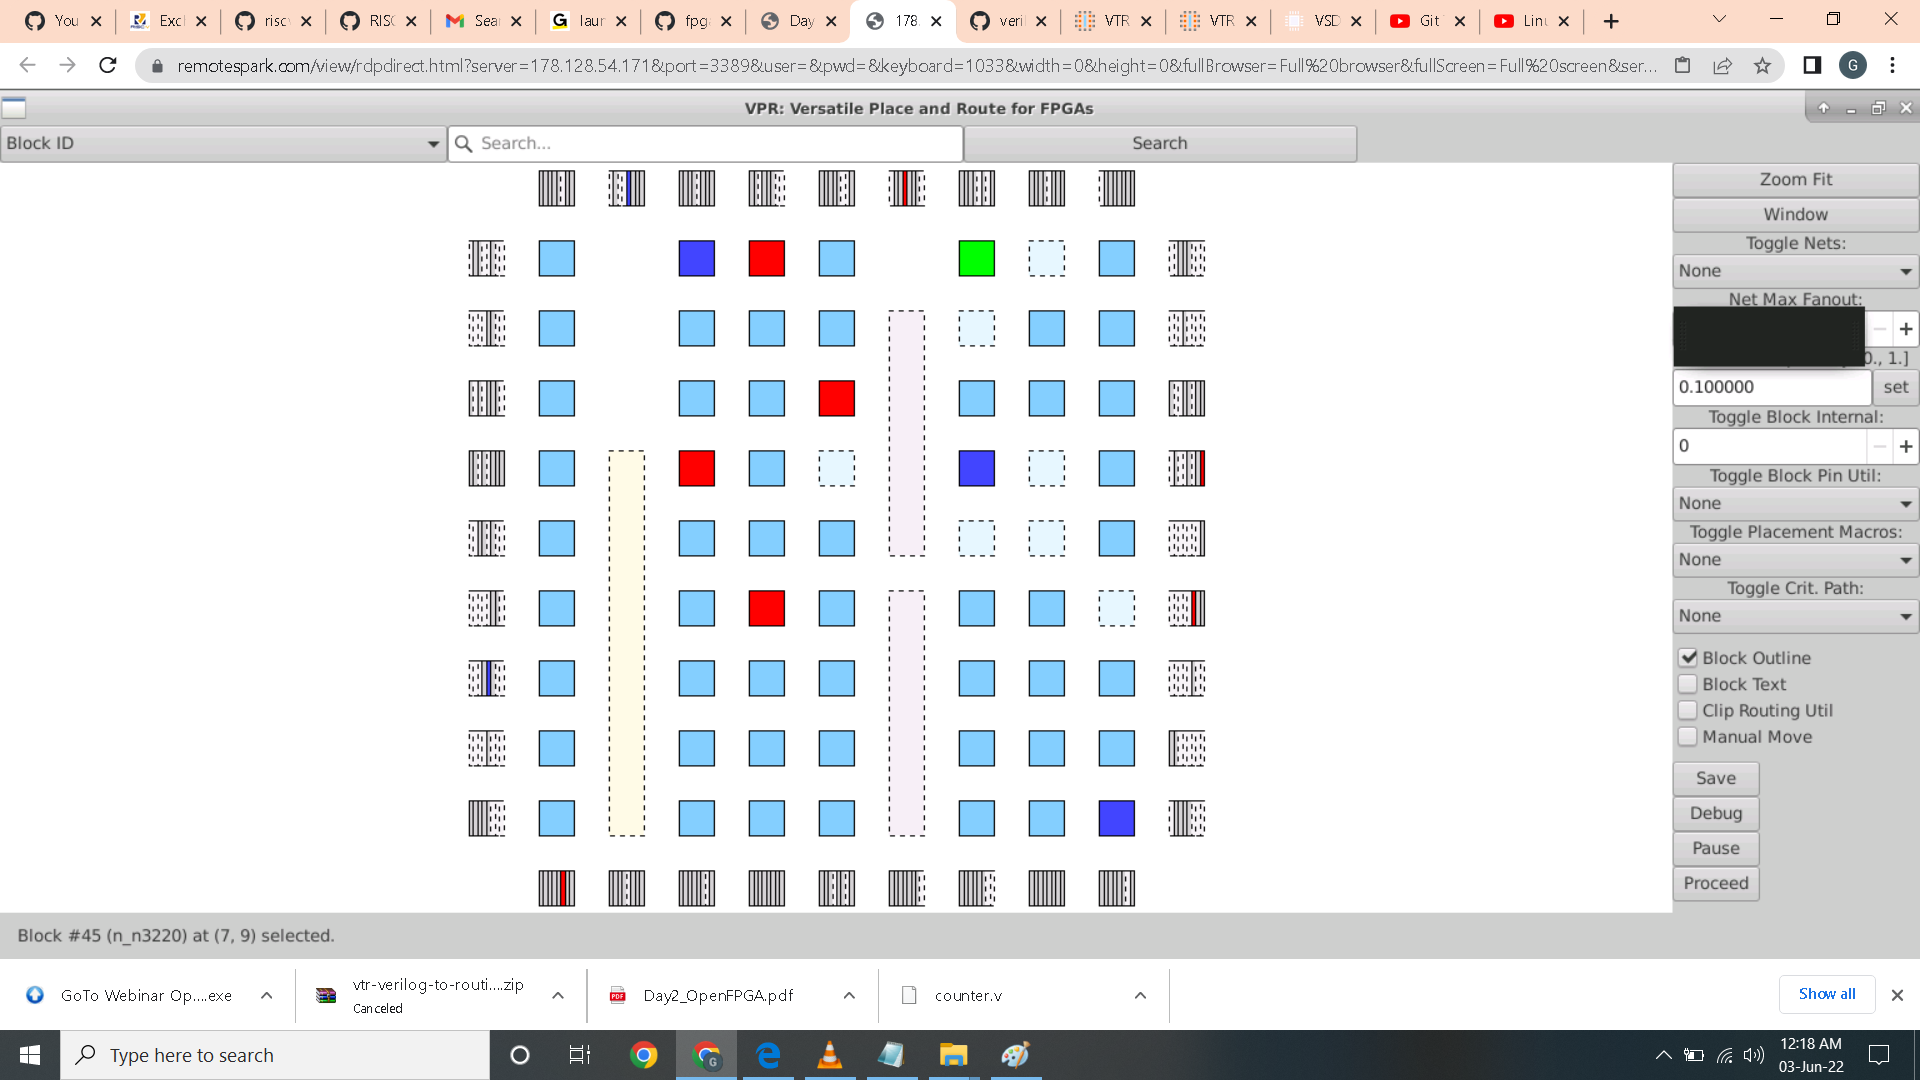 You
Excl
riscv
RISC
Sear
laur
fpg
Day
178.
veril
VTR
VTR
VSD
Git
Linu
remotespark.com/view/rdpdirect.html?server=178.128.54.171&port=3389&user=&pwd=&keyboard=1033&width=0&height=0&fullBrowser=Full%20browser&fullScreen=Full%20screen&ser...
G
VPR: Versatile Place and Route for FPGAs
Block ID
Search...
Search
Zoom Fit
Window
Toggle Nets:
None
Net Max Fanout:
0., 1.]
0.100000
set
Toggle Block Internal:
0
Toggle Block Pin Util:
None
Toggle Placement Macros:
None
Toggle Crit. Path:
None
Block Outline
Block Text
Clip Routing Util
Manual Move
Save
Debug
Pause
Proceed
Block #45 (n_n3220) at (7, 9) selected.
GoTo Webinar Op....exe
vtr-verilog-to-routi....zip
Canceled
Day2_OpenFPGA.pdf
counter.v
Show all
Type here to search
12:18 AM
03-Jun-22